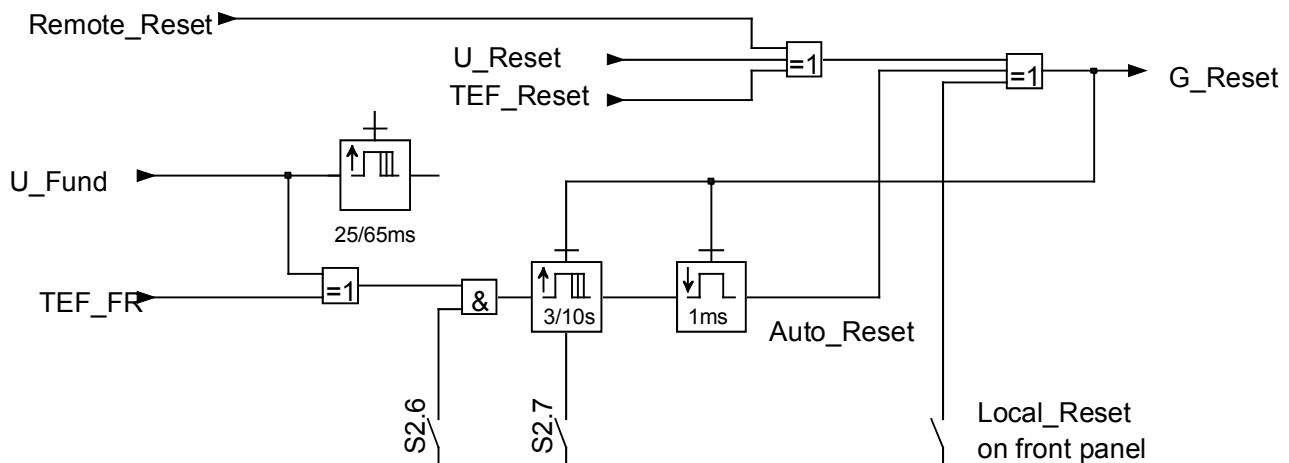 Remote_Reset
U_Reset
=1
=1
G_Reset
TEF_Reset
U_Fund
25/65ms
TEF_FR
=1
&
3/10s
1ms
Auto_Reset
S2.6
S2.7
Local_Reset
on front panel